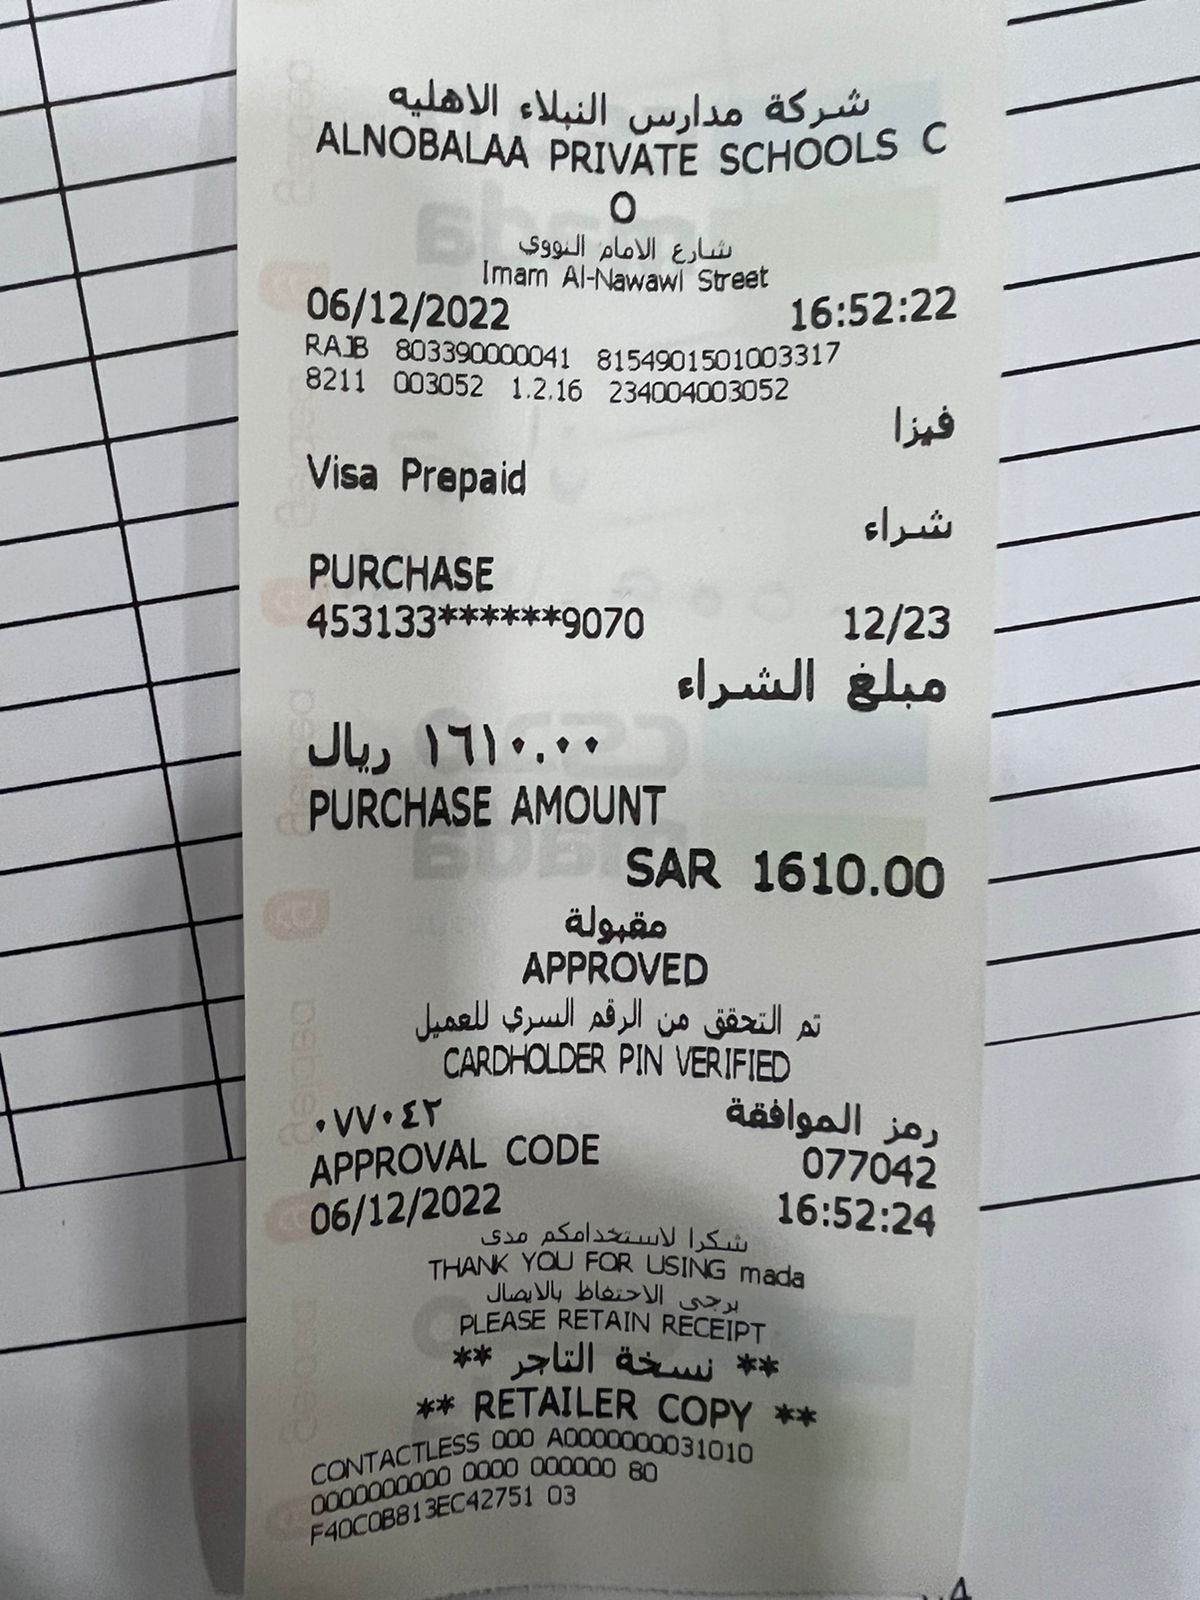 شركة مدارس النبلاء الاهليه
ALNOBALAA PRIVATE SCHOOLS C
O
شارع الامام النووي
Imam Al-Nawawi Street
06/12/2022 16:52:22
RAJB 803390000041 8154901501003317
8211 003052 1.2.16 234004003052
فيزا
Visa Prepaid
شراء
PURCHASE
453133******9070 12/23
مبلغ الشراء
١٦١٠.٠٠ ريال
PURCHASE AMOUNT
SAR 1610.00
مقبولة
APPROVED
تم التحقق من الرقم السري للعميل
CARDHOLDER PIN VERIFIED
رمز الموافقة ٠٧٧٠٤٢
APPROVAL CODE 077042
06/12/2022 16:52:24
شكرا لاستخدامكم مدى
THANK YOU FOR USING mada
يرجى الاحتفاظ بالايصال
PLEASE RETAIN RECEIPT
** نسخة التاجر **
** RETAILER COPY **
CONTACTLESS 000 A0000000031010
0000000000 0000 000000 80
F40C0B813EC42751 03